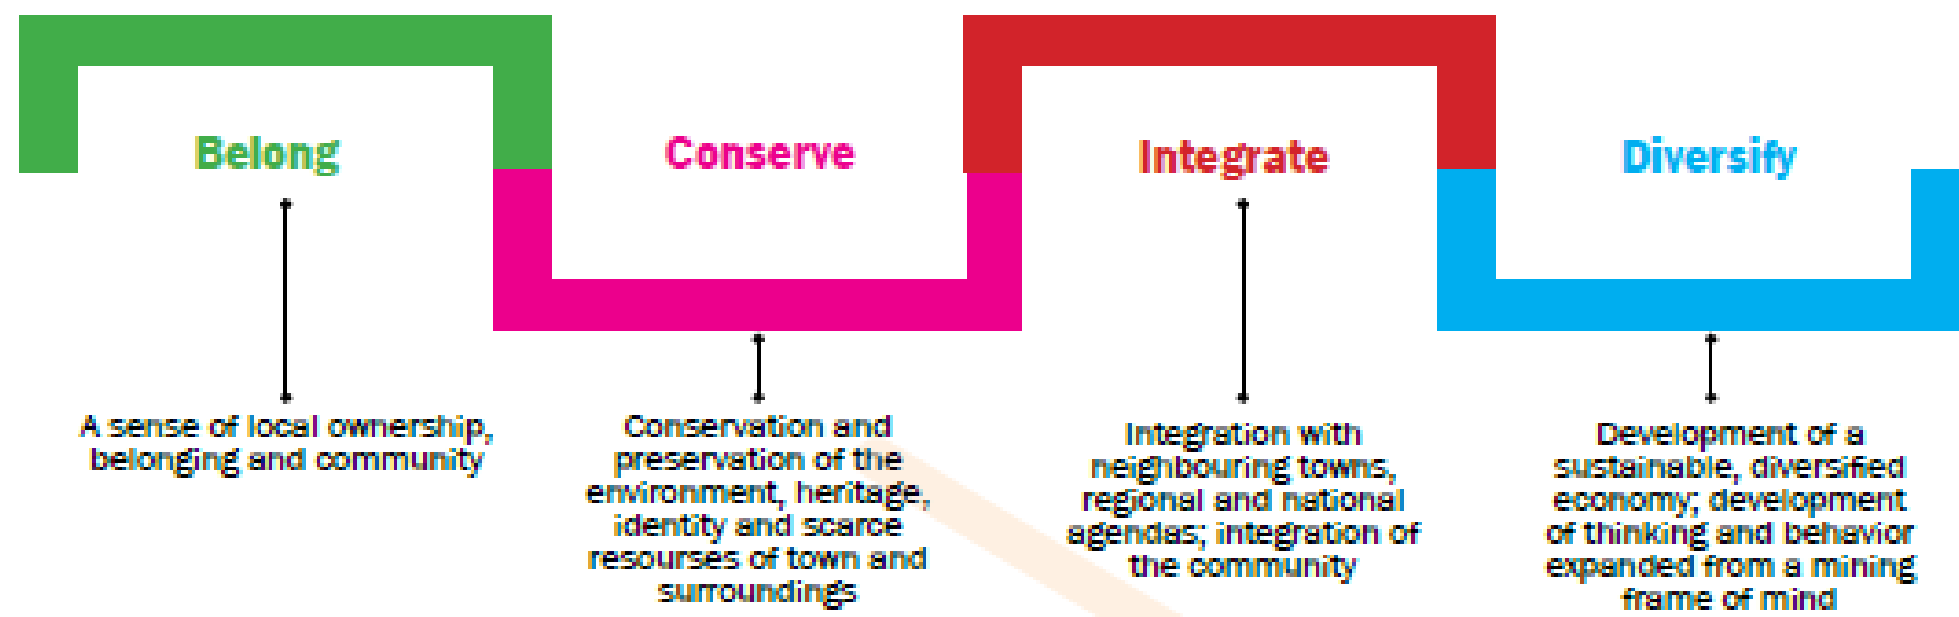 Belong
Conserve
Integrate
Diversify
A sense of local ownership,
belonging and community
Conservation and
preservation of the
environment, heritage,
identity and scarce
resourses of town and
surroundings
Integration with
neighbouring towns,
regional and national
agendas; integration of
the community
Development of a
sustainable, diversified
economy; development
of thinking and behavior
expanded from a mining
frame of mind